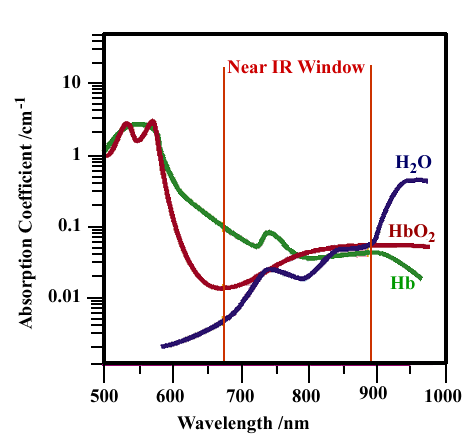 Near IR Window
H₂O
HbO₂
Hb
Absorption Coefficient /cm⁻¹
10
1
0.1
0.01
500 600 700 800 900 1000
Wavelength /nm